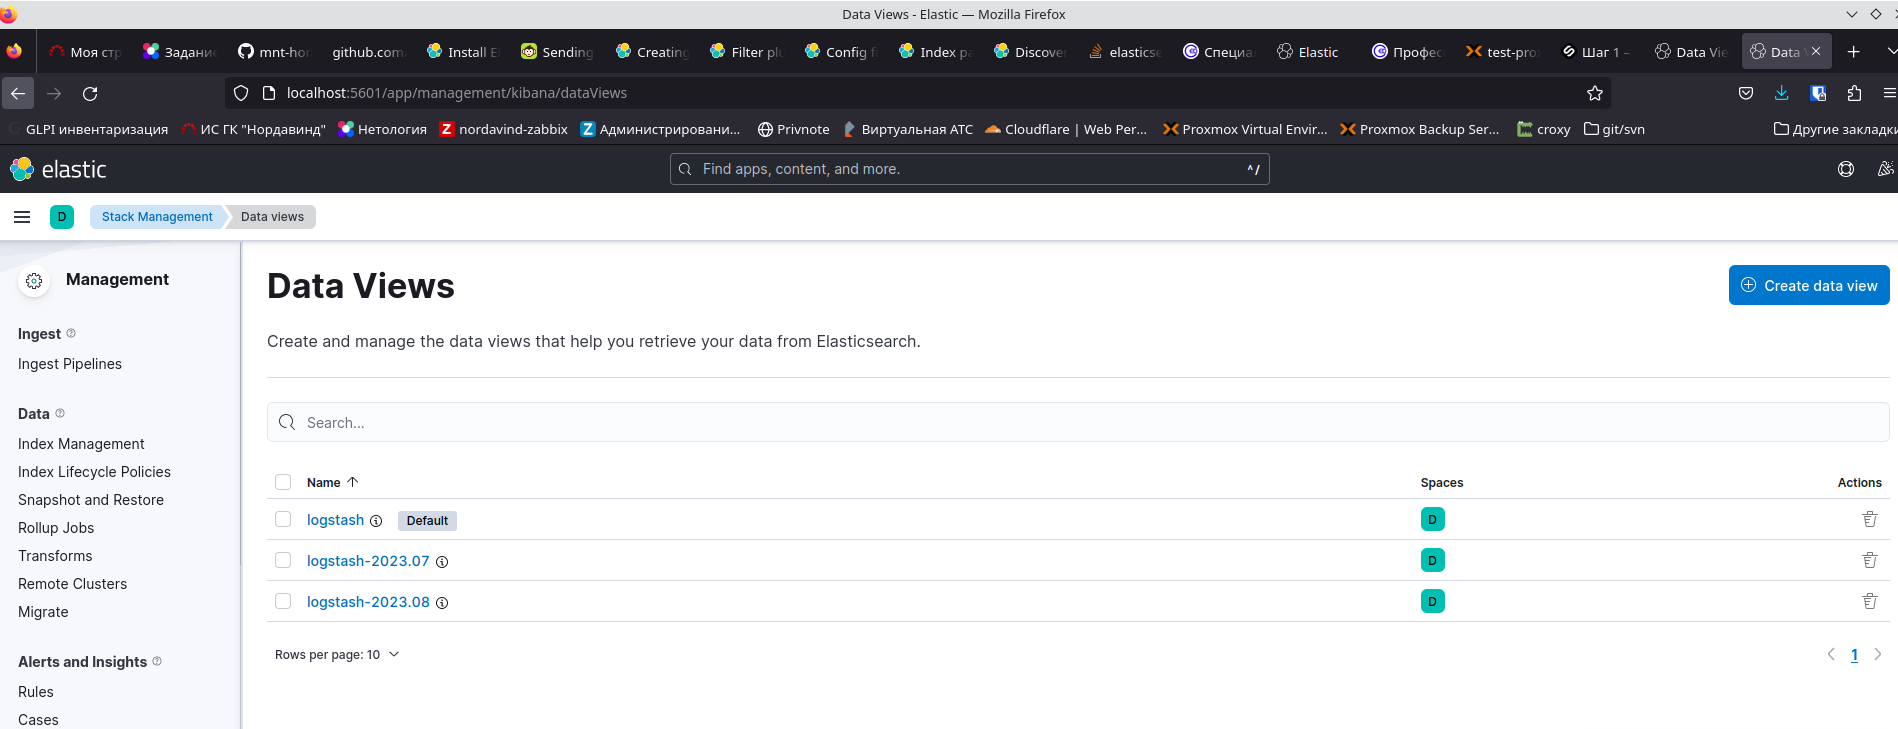 Data Views - Elastic — Mozilla Firefox
Моя стр
Задание
mnt-hor
github.com
Install E
Sending
Creating
Filter plu
Config f
Index pa
Discover
elasticse
Специа
Elastic
Профес
test-pro
Шаг 1 –
Data Vie
Data
localhost:5601/app/management/kibana/dataViews
GLPI инвентаризация
ИС ГК "Нордавинд"
Нетология
nordavind-zabbix
Администрировани...
Privnote
Виртуальная АТС
Cloudflare | Web Per...
Proxmox Virtual Envir...
Proxmox Backup Ser...
croxy
git/svn
Другие закладки
elastic
Find apps, content, and more.
^/
D
Stack Management
Data views
Management
Ingest
Ingest Pipelines
Data
Index Management
Index Lifecycle Policies
Snapshot and Restore
Rollup Jobs
Transforms
Remote Clusters
Migrate
Alerts and Insights
Rules
Cases
Data Views
Create data view
Create and manage the data views that help you retrieve your data from Elasticsearch.
Search...
Name Spaces Actions
logstash Default D
logstash-2023.07 D
logstash-2023.08 D
Rows per page: 10
1